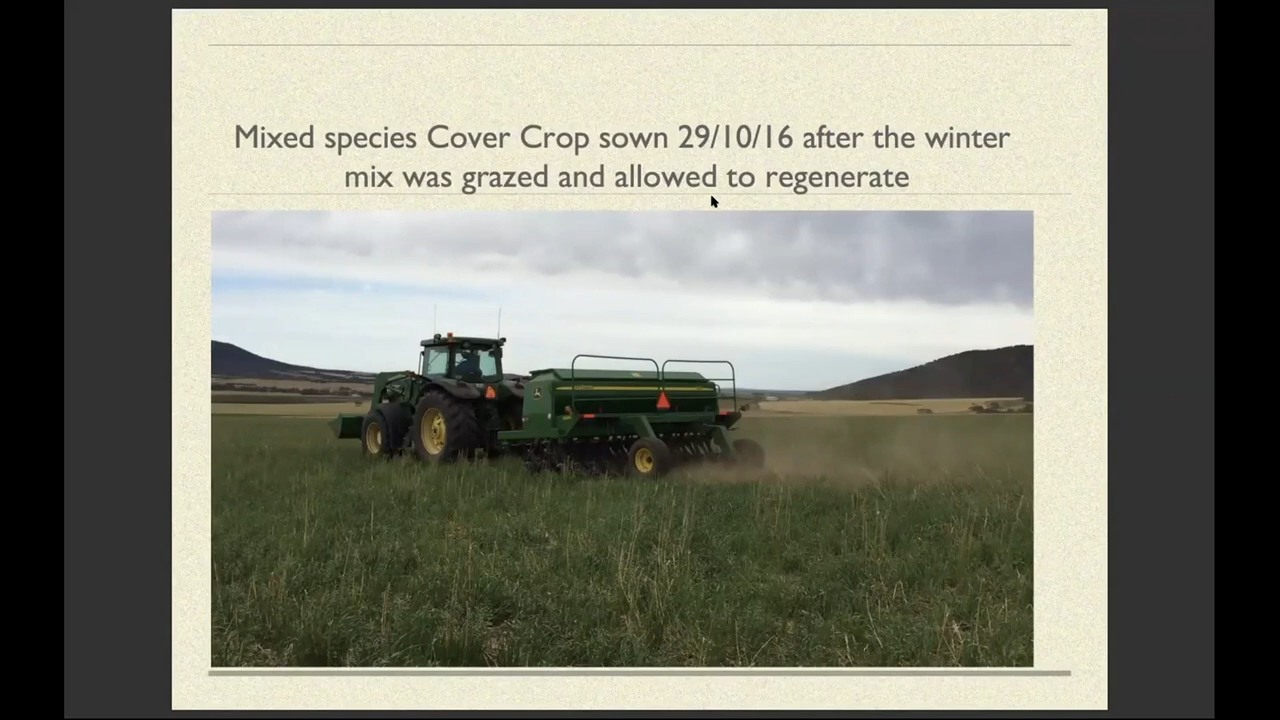 Mixed species Cover Crop sown 29/10/16 after the winter
mix was grazed and allowed to regenerate